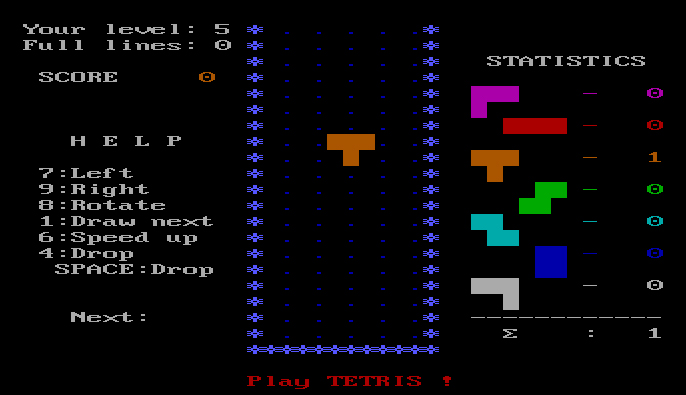 Your level: 5
Full lines: 0
SCORE 0
H E L P
7:Left
9:Right
8:Rotate
1:Draw next
6:Speed up
4:Drop
SPACE:Drop
Next:
STATISTICS
— 0
— 0
— 1
— 0
— 0
— 0
— 0
Σ : 1
Play TETRIS !